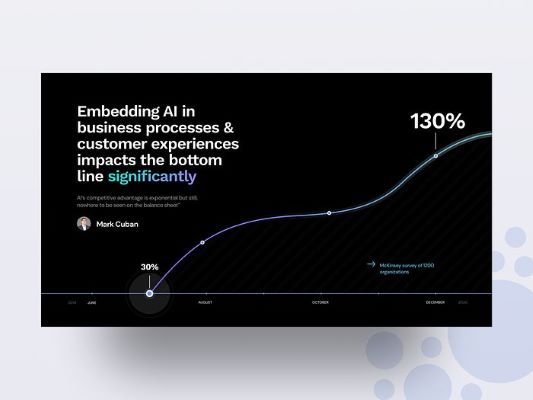 Embedding AI in
business processes &
customer experiences
impacts the bottom
line significantly
AI's competitive advantage is exponential but still,
nowhere to be seen on the balance sheet"
Mark Cuban
130%
30%
McKinsey survey of 1200
organizations
JUNE
AUGUST
OCTOBER
DECEMBER